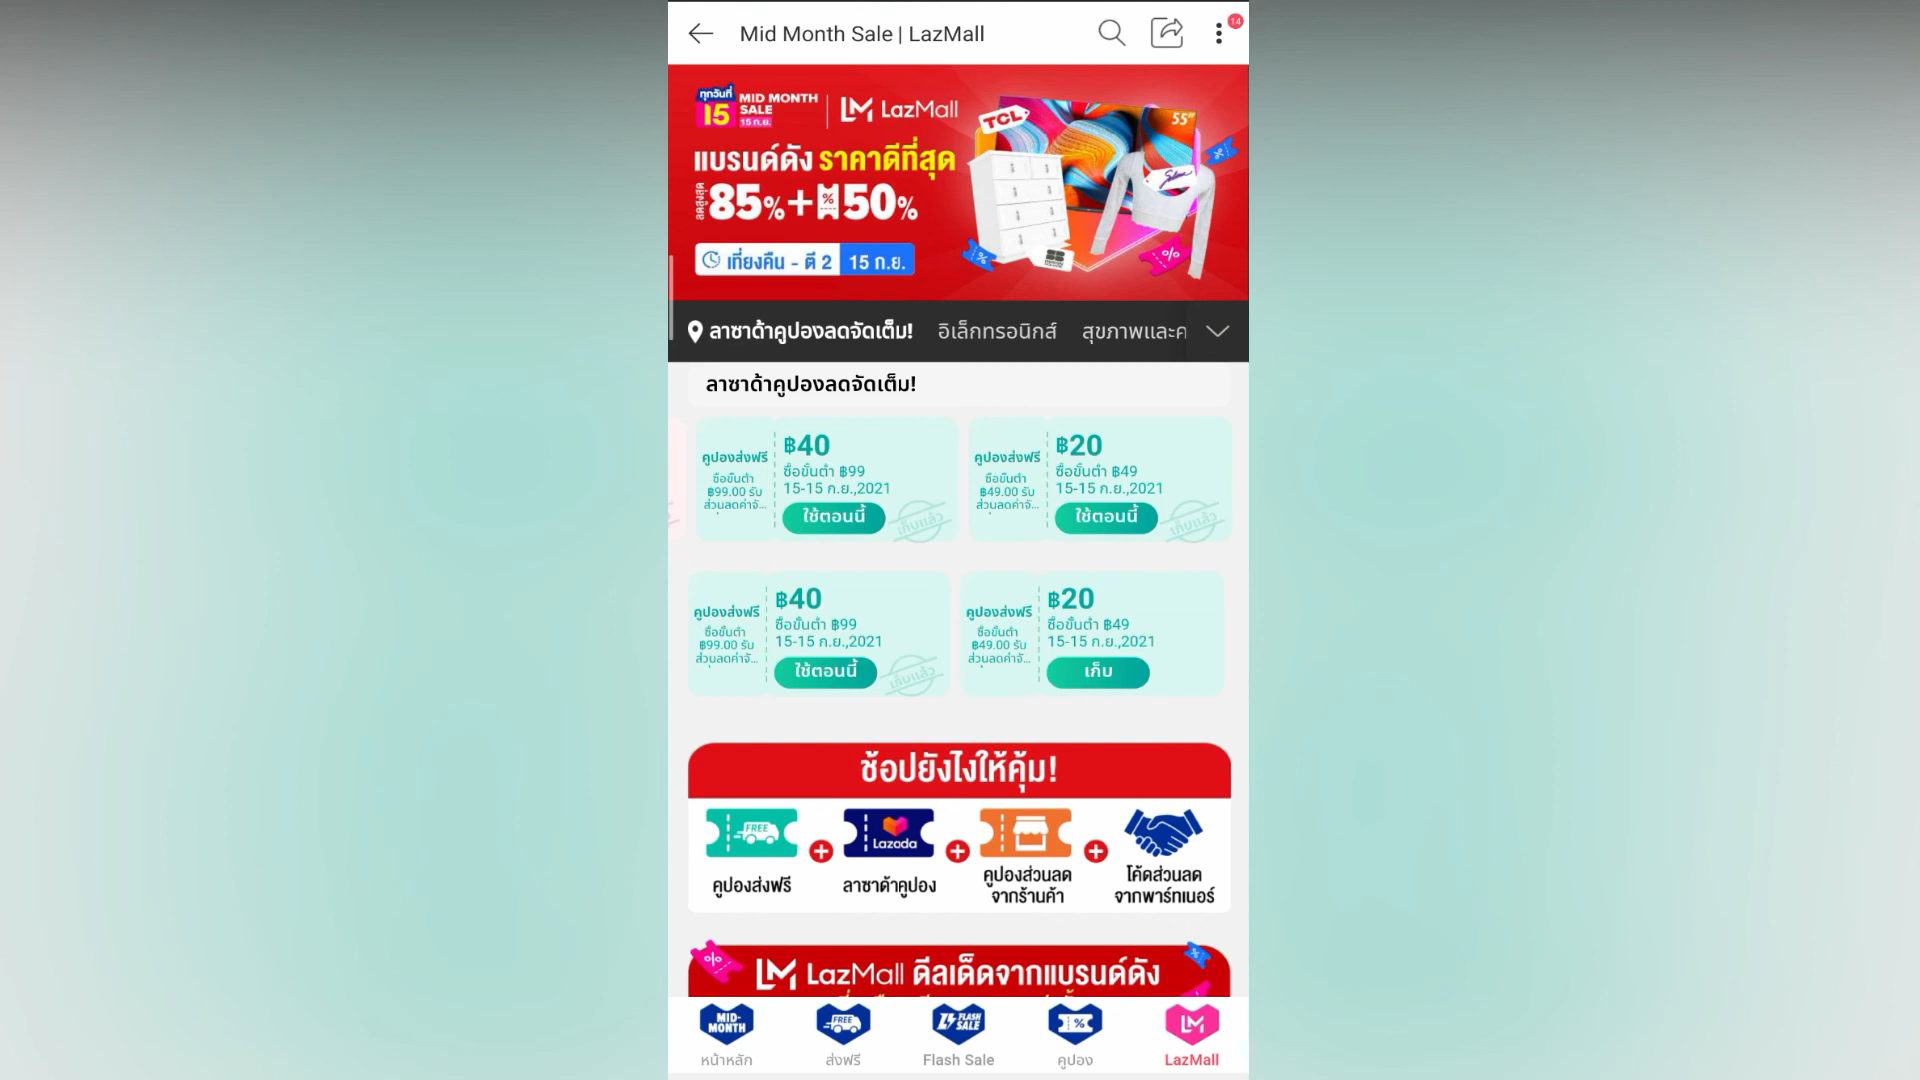 Mid Month Sale | LazMall
14
ทุกวันที่
15
MID MONTH
SALE
15 ก.ย.
LazMall
แบรนด์ดัง ราคาดีที่สุด
ลดสูงสุด
85%+%50%
เที่ยงคืน - ตี 2 15 ก.ย.
TCL
55"
ลาซาด้าคูปองลดจัดเต็ม! อิเล็กทรอนิกส์ สุขภาพและค
ลาซาด้าคูปองลดจัดเต็ม!
คูปองส่งฟรี
ซื้อขั้นต่ำ
฿99.00 รับ
ส่วนลดค่าจั...
฿40
ซื้อขั้นต่ำ ฿99
15-15 ก.ย.,2021
ใช้ตอนนี้
เก็บแล้ว
คูปองส่งฟรี
ซื้อขั้นต่ำ
฿49.00 รับ
ส่วนลดค่าจั...
฿20
ซื้อขั้นต่ำ ฿49
15-15 ก.ย.,2021
ใช้ตอนนี้
เก็บแล้ว
คูปองส่งฟรี
ซื้อขั้นต่ำ
฿99.00 รับ
ส่วนลดค่าจั...
฿40
ซื้อขั้นต่ำ ฿99
15-15 ก.ย.,2021
ใช้ตอนนี้
เก็บแล้ว
คูปองส่งฟรี
ซื้อขั้นต่ำ
฿49.00 รับ
ส่วนลดค่าจั...
฿20
ซื้อขั้นต่ำ ฿49
15-15 ก.ย.,2021
เก็บ
ช้อปยังไงให้คุ้ม!
FREE
Lazada
คูปองส่งฟรี
ลาซาด้าคูปอง
คูปองส่วนลด
จากร้านค้า
โค้ดส่วนลด
จากพาร์ทเนอร์
LazMall ดีลเด็ดจากแบรนด์ดัง
MID-
MONTH
FREE
FLASH
SALE
%
หน้าหลัก ส่งฟรี Flash Sale คูปอง LazMall